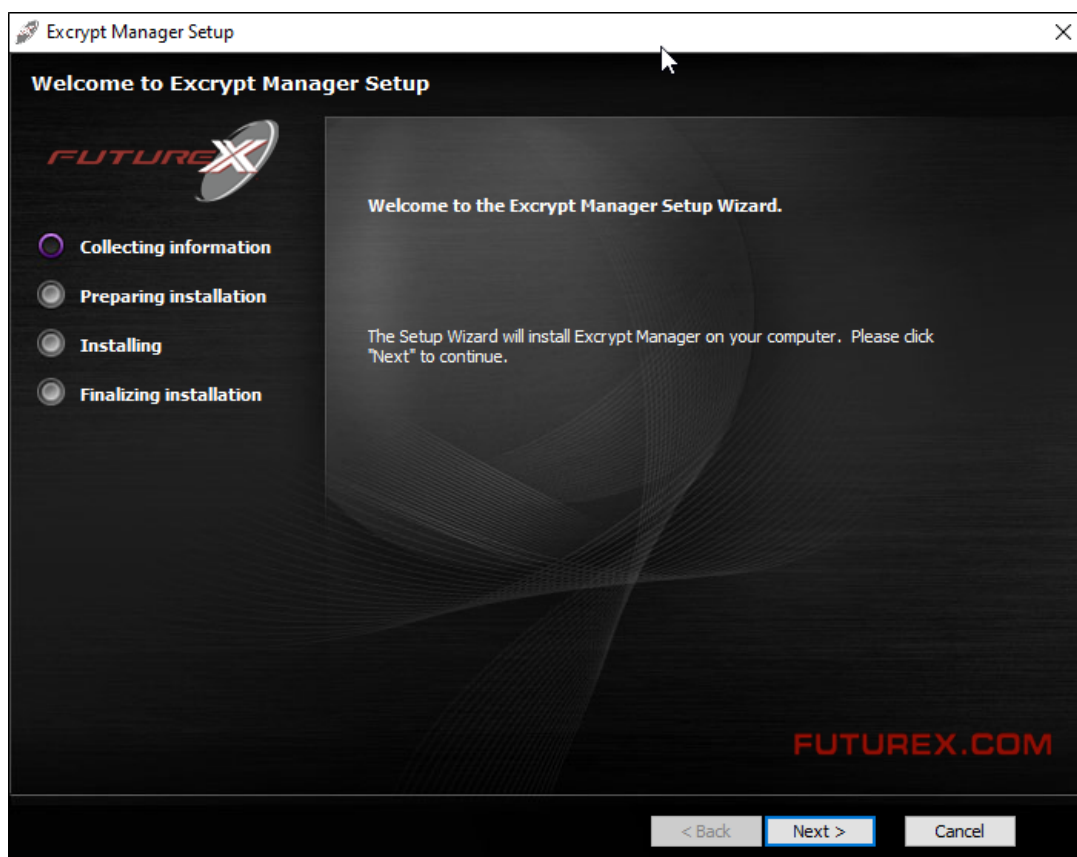 Excrypt Manager Setup
Welcome to Excrypt Manager Setup
FUTUREX
Welcome to the Excrypt Manager Setup Wizard.
Collecting information
Preparing installation
Installing
Finalizing installation
The Setup Wizard will install Excrypt Manager on your computer. Please click
"Next" to continue.
FUTUREX.COM
< Back
Next >
Cancel